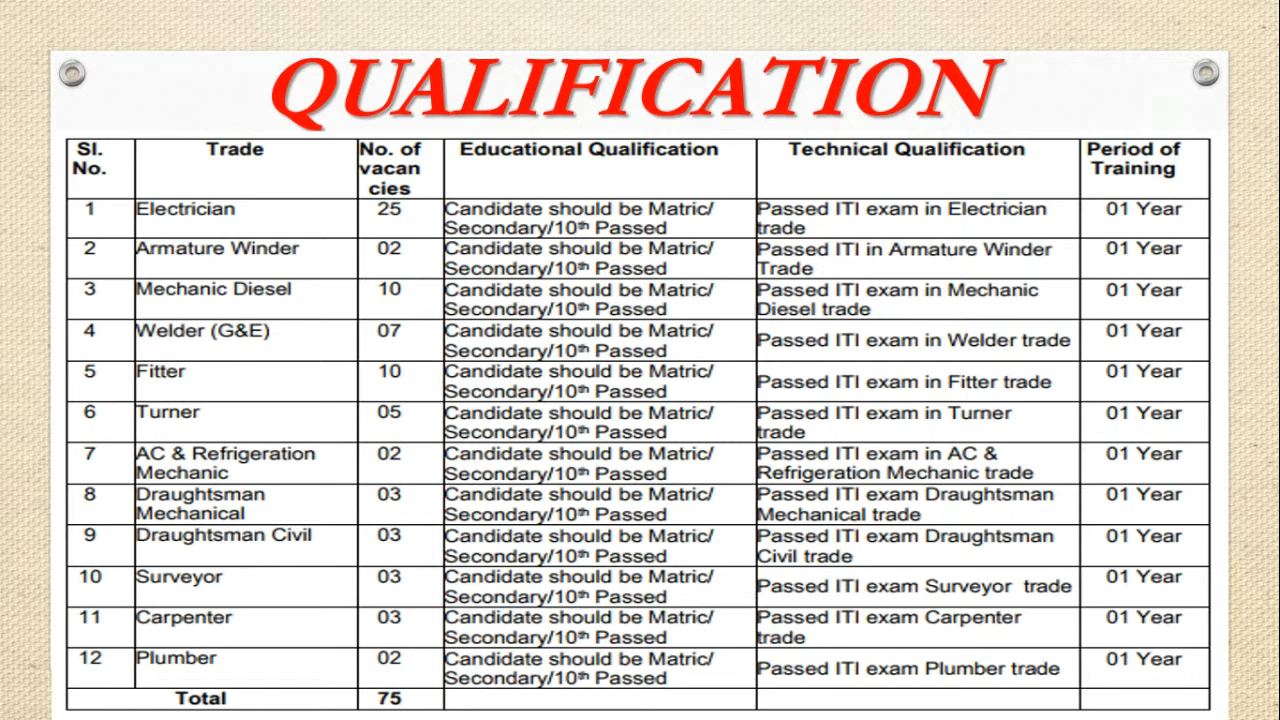 QUALIFICATION
Sl. No. Trade No. of vacan cies Educational Qualification Technical Qualification Period of Training
1 Electrician 25 Candidate should be Matric/ Secondary/10th Passed Passed ITI exam in Electrician trade 01 Year
2 Armature Winder 02 Candidate should be Matric/ Secondary/10th Passed Passed ITI in Armature Winder Trade 01 Year
3 Mechanic Diesel 10 Candidate should be Matric/ Secondary/10th Passed Passed ITI exam in Mechanic Diesel trade 01 Year
4 Welder (G&E) 07 Candidate should be Matric/ Secondary/10th Passed Passed ITI exam in Welder trade 01 Year
5 Fitter 10 Candidate should be Matric/ Secondary/10th Passed Passed ITI exam in Fitter trade 01 Year
6 Turner 05 Candidate should be Matric/ Secondary/10th Passed Passed ITI exam in Turner trade 01 Year
7 AC & Refrigeration Mechanic 02 Candidate should be Matric/ Secondary/10th Passed Passed ITI exam in AC & Refrigeration Mechanic trade 01 Year
8 Draughtsman Mechanical 03 Candidate should be Matric/ Secondary/10th Passed Passed ITI exam Draughtsman Mechanical trade 01 Year
9 Draughtsman Civil 03 Candidate should be Matric/ Secondary/10th Passed Passed ITI exam Draughtsman Civil trade 01 Year
10 Surveyor 03 Candidate should be Matric/ Secondary/10th Passed Passed ITI exam Surveyor trade 01 Year
11 Carpenter 03 Candidate should be Matric/ Secondary/10th Passed Passed ITI exam Carpenter trade 01 Year
12 Plumber 02 Candidate should be Matric/ Secondary/10th Passed Passed ITI exam Plumber trade 01 Year
Total 75